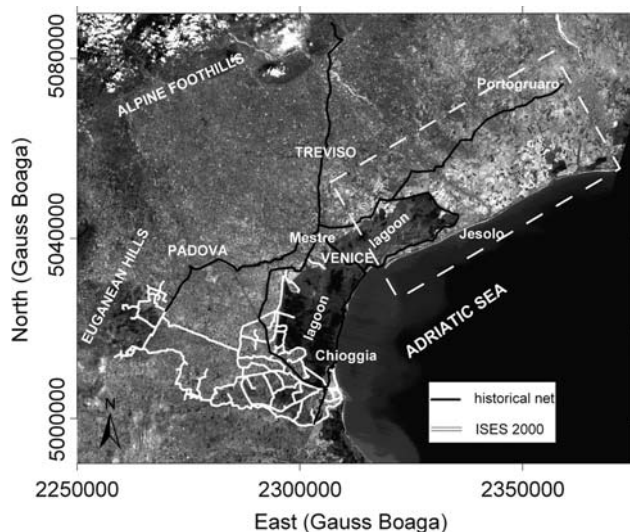 North (Gauss Boaga)
5080000
5040000
5000000
ALPINE FOOTHILLS
Portogruaro
TREVISO
Mestre
lagoon
Jesolo
PADOVA
VENICE
EUGANEAN HILLS
lagoon
ADRIATIC SEA
Chioggia
historical net
ISES 2000
N
2250000 2300000 2350000
East (Gauss Boaga)